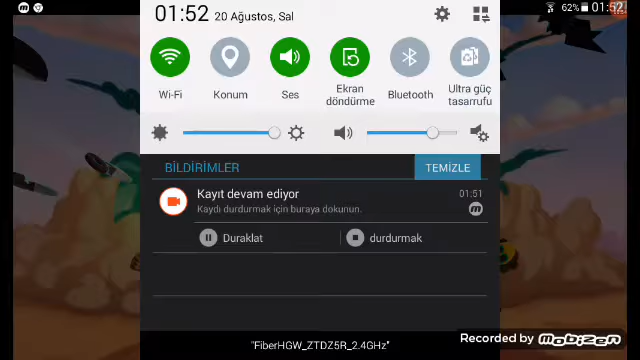 62% 01:52
01:52 20 Ağustos, Sal
Wi-Fi
Konum
Ses
Ekran
döndürme
Bluetooth
Ultra güç
tasarrufu
BİLDİRİMLER
TEMİZLE
Kayıt devam ediyor
01:51
Kaydı durdurmak için buraya dokunun.
Duraklat
durdurmak
"FiberHGW_ZTDZ5R_2.4GHz"
Recorded by MOBIZEN